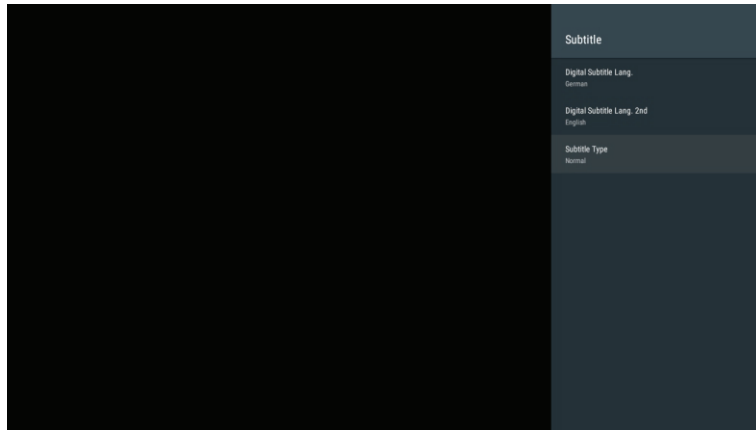 Subtitle
Digital Subtitle Lang.
German
Digital Subtitle Lang. 2nd
English
Subtitle Type
Normal